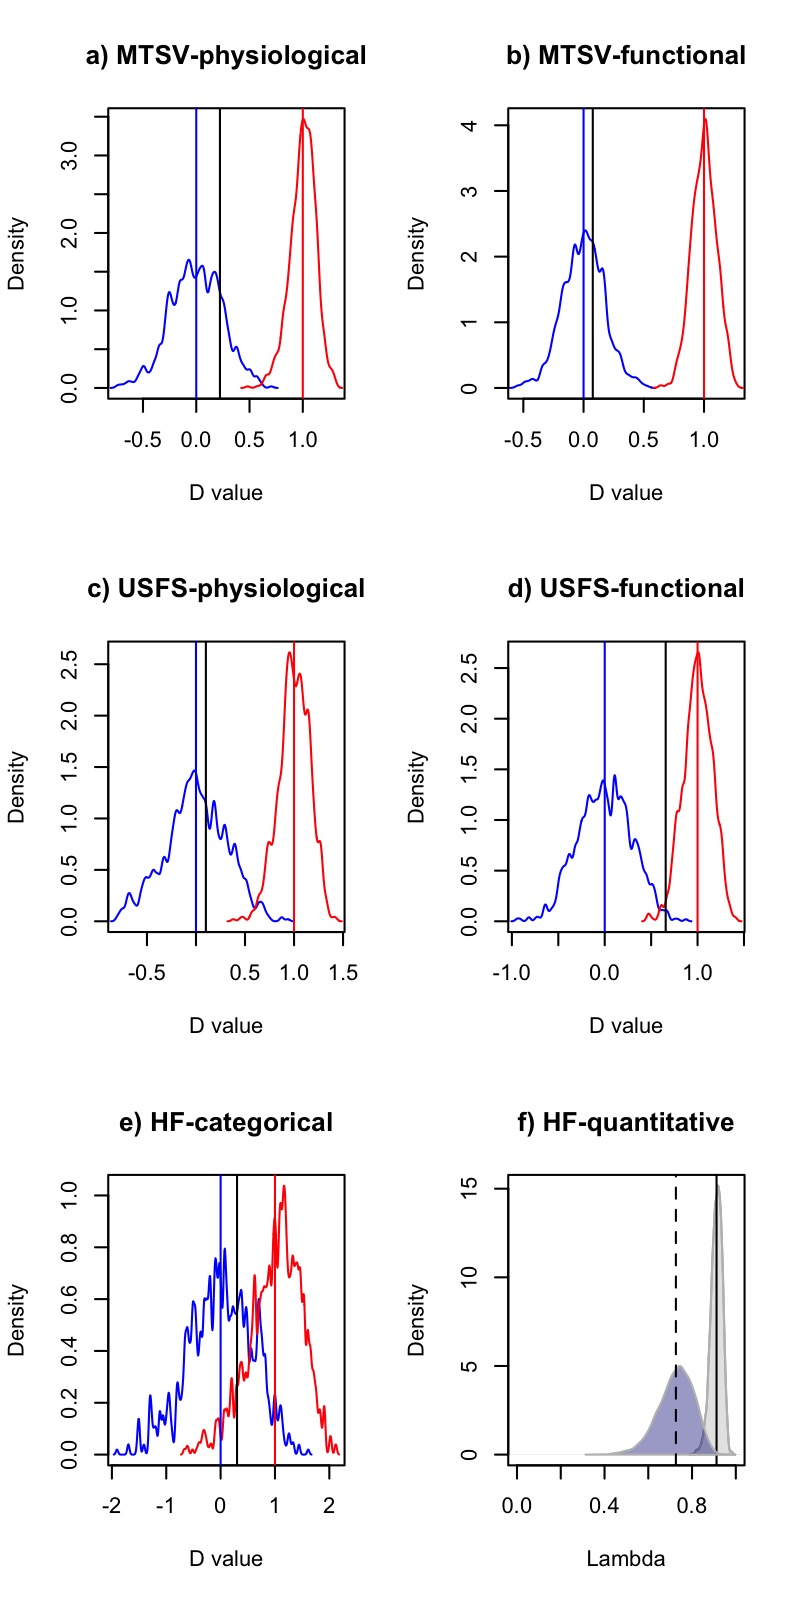 a) MTSV-physiological
Density
0.0 1.0 2.0 3.0
-0.5 0.0 0.5 1.0
D value
b) MTSV-functional
Density
0 1 2 3 4
-0.5 0.0 0.5 1.0
D value
c) USFS-physiological
Density
0.0 0.5 1.0 1.5 2.0 2.5
-0.5 0.5 1.0 1.5
D value
d) USFS-functional
Density
0.0 0.5 1.0 1.5 2.0 2.5
-1.0 0.0 1.0
D value
e) HF-categorical
Density
0.0 0.2 0.4 0.6 0.8 1.0
-2 -1 0 1 2
D value
f) HF-quantitative
Density
0 5 10 15
0.0 0.4 0.8
Lambda